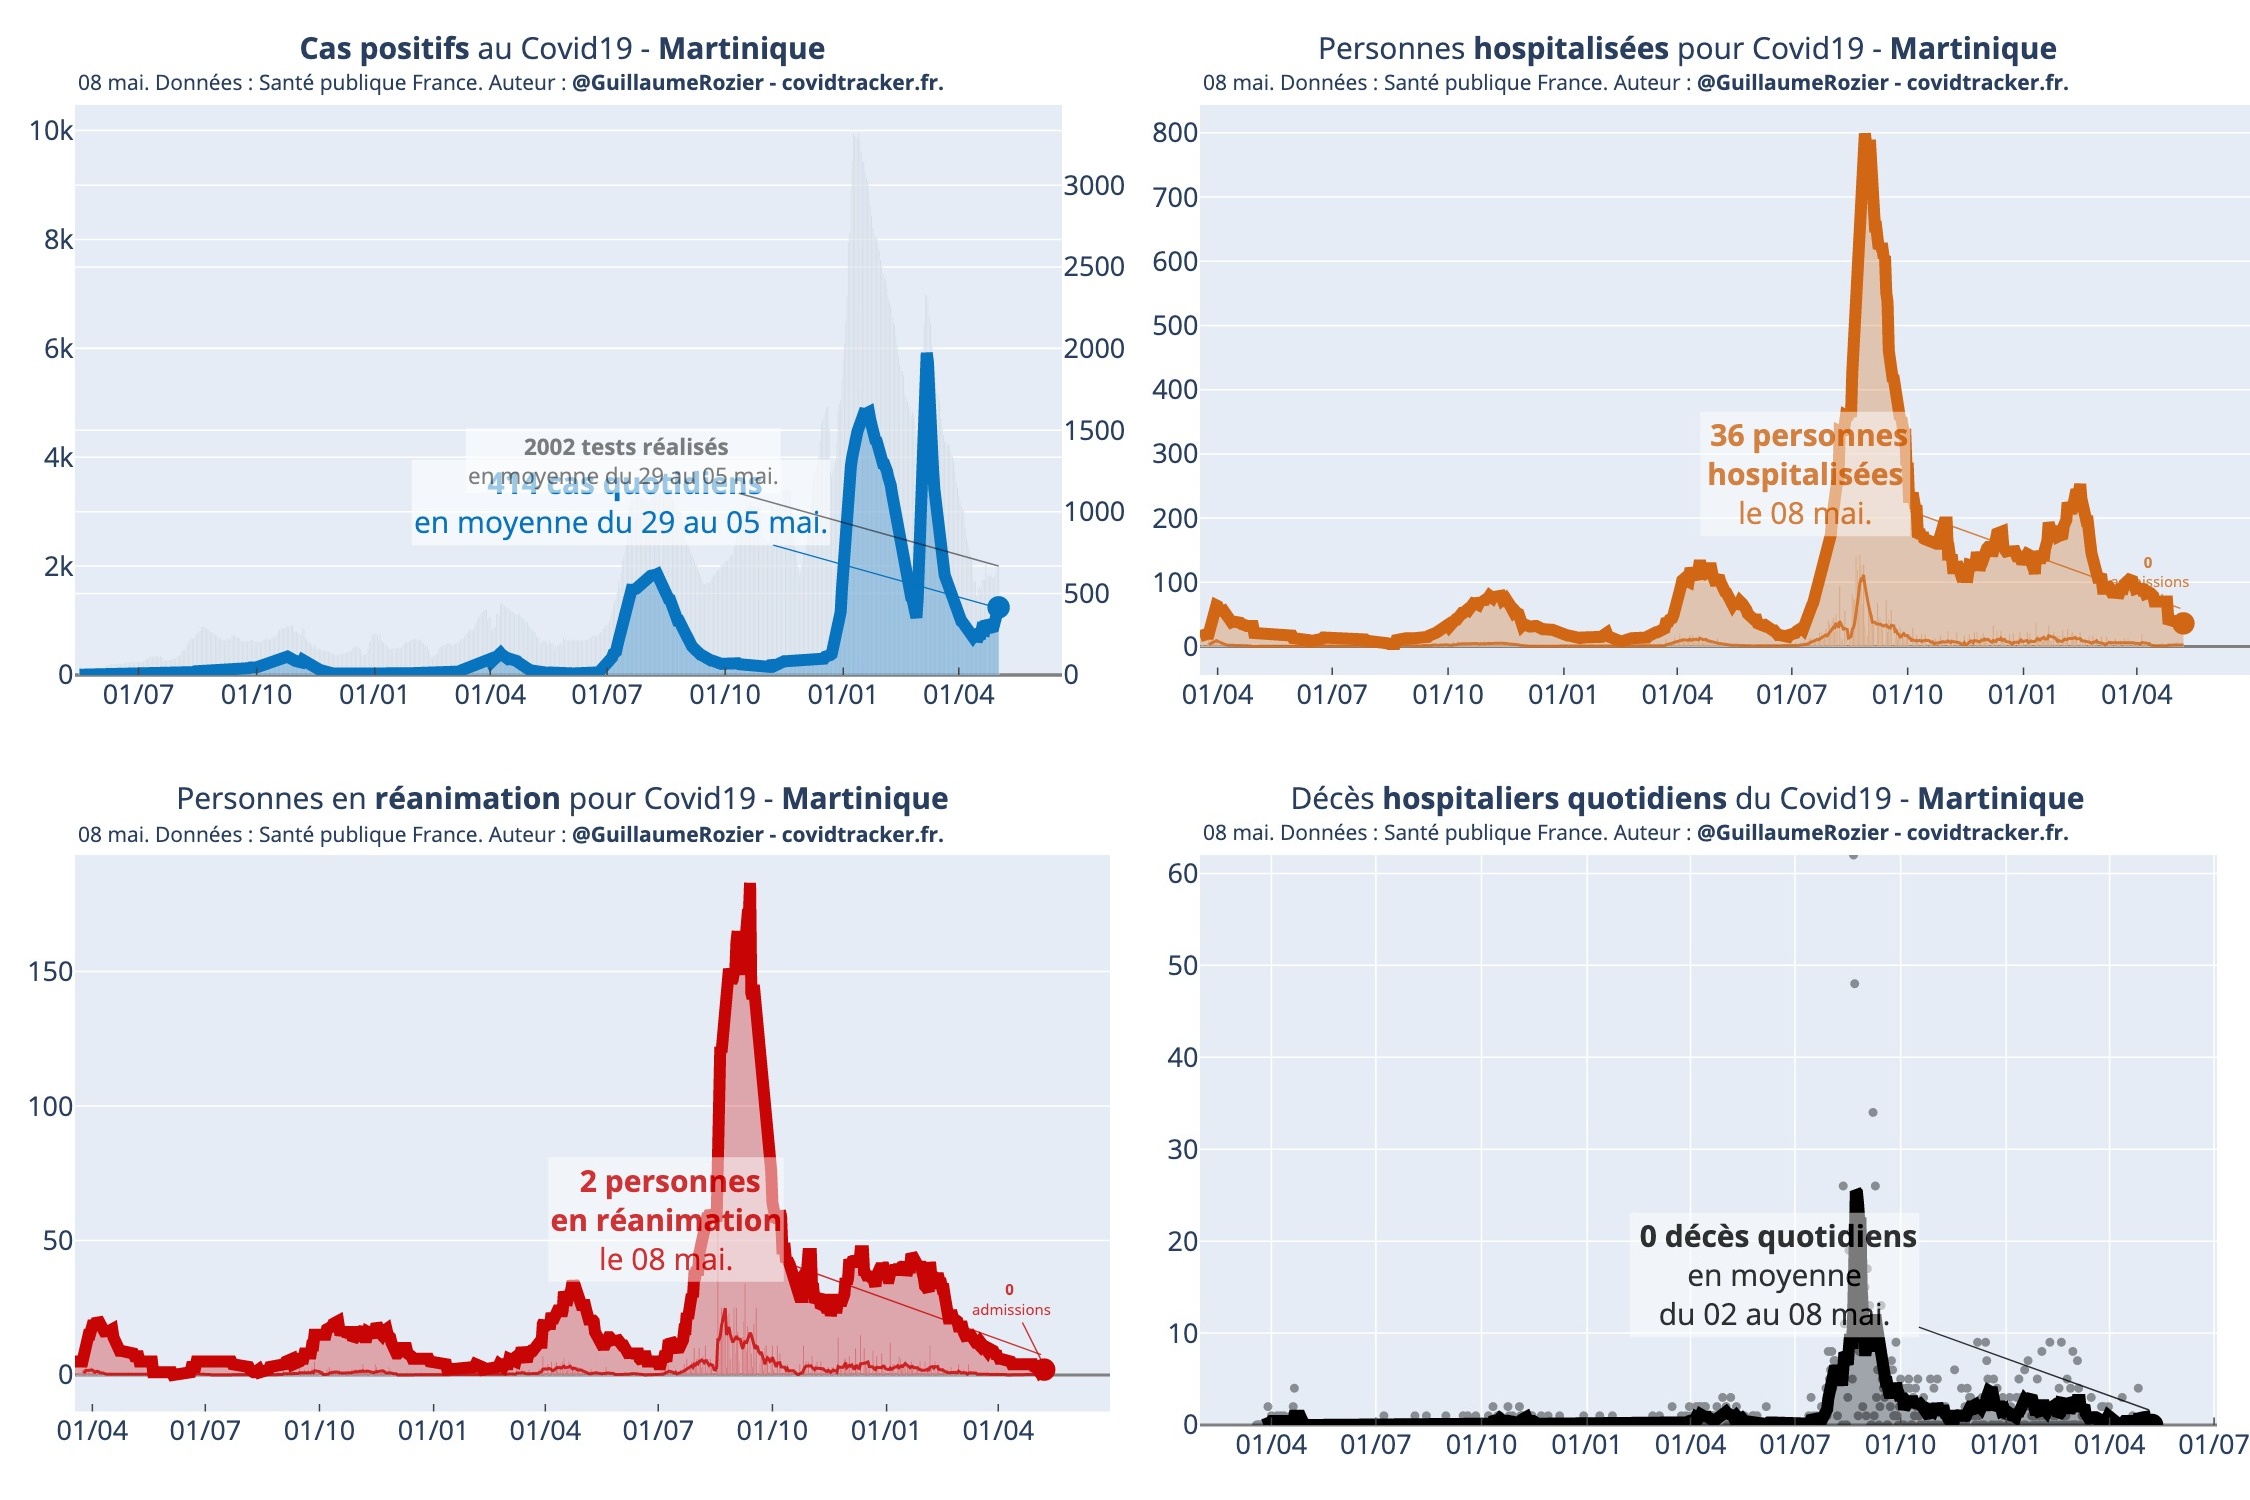 Cas positifs au Covid19 - Martinique
08 mai. Données : Santé publique France. Auteur : @GuillaumeRozier - covidtracker.fr.
10k
8k
6k
4k
2k
0
3000
2500
2000
1500
1000
500
0
2002 tests réalisés
en moyenne du 29 au 05 mai.
414 cas quotidiens
en moyenne du 29 au 05 mai.
01/07 01/10 01/01 01/04 01/07 01/10 01/01 01/04
Personnes hospitalisées pour Covid19 - Martinique
08 mai. Données : Santé publique France. Auteur : @GuillaumeRozier - covidtracker.fr.
800
700
600
500
400
300
200
100
0
36 personnes
hospitalisées
le 08 mai.
0
admissions
01/04 01/07 01/10 01/01 01/04 01/07 01/10 01/01 01/04
Personnes en réanimation pour Covid19 - Martinique
08 mai. Données : Santé publique France. Auteur : @GuillaumeRozier - covidtracker.fr.
150
100
50
0
2 personnes
en réanimation
le 08 mai.
0
admissions
01/04 01/07 01/10 01/01 01/04 01/07 01/10 01/01 01/04
Décès hospitaliers quotidiens du Covid19 - Martinique
08 mai. Données : Santé publique France. Auteur : @GuillaumeRozier - covidtracker.fr.
60
50
40
30
20
10
0
0 décès quotidiens
en moyenne
du 02 au 08 mai.
01/04 01/07 01/10 01/01 01/04 01/07 01/10 01/01 01/04 01/07